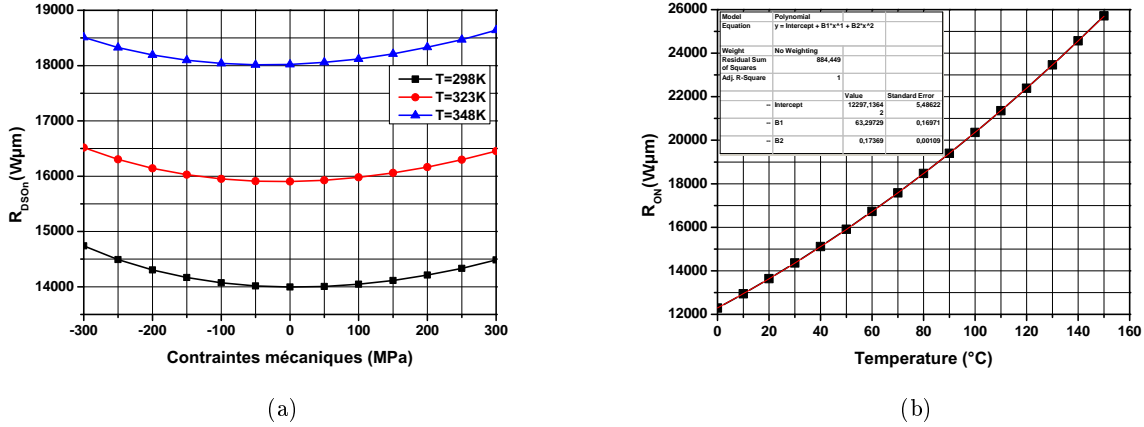 19000
18000
17000
16000
15000
14000
R_DSOn (W/µm)
T=298K
T=323K
T=348K
-300 -200 -100 0 100 200 300
Contraintes mécaniques (MPa)
(a)
26000
24000
22000
20000
18000
16000
14000
12000
R_ON (W/µm)
Model Polynomial
Equation y = Intercept + B1*x^1 + B2*x^2
Weight No Weighting
Residual Sum of Squares 884,449
Adj. R-Square 1
Value Standard Error
-- Intercept 12297,13642 5,48622
-- B1 63,29729 0,16971
-- B2 0,17369 0,00109
0 20 40 60 80 100 120 140 160
Temperature (°C)
(b)